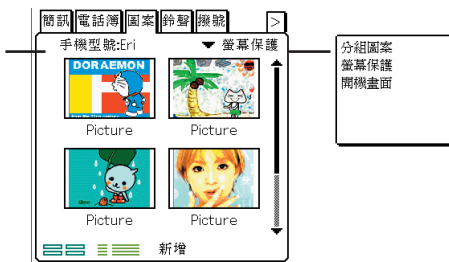 簡訊 電話簿 圖案 鈴聲 撥號 >
手機型號:Eri ▼ 螢幕保護
DORAEMON
Picture Picture
Picture Picture
新增
分組圖案
螢幕保護
開機畫面